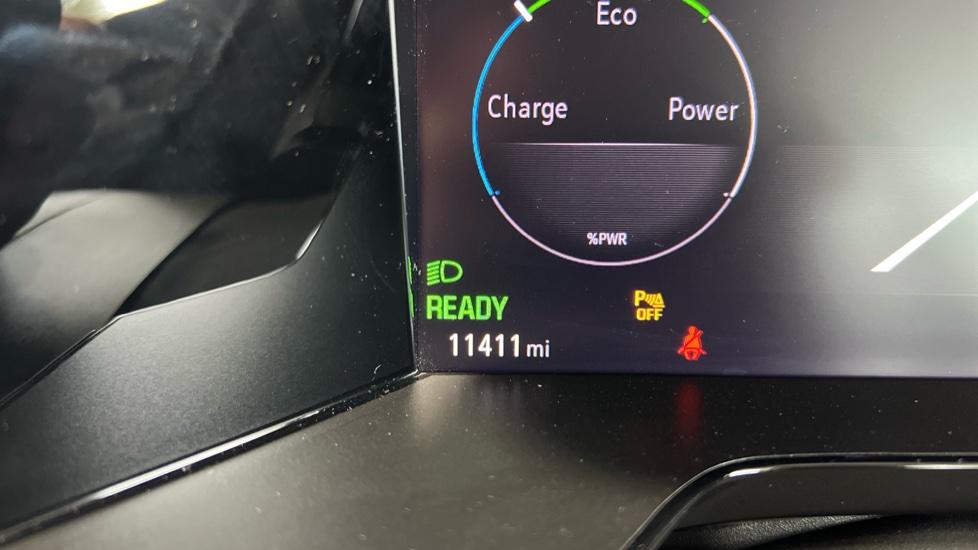 Eco
Charge Power
%PWR
READY
P OFF
11411 mi